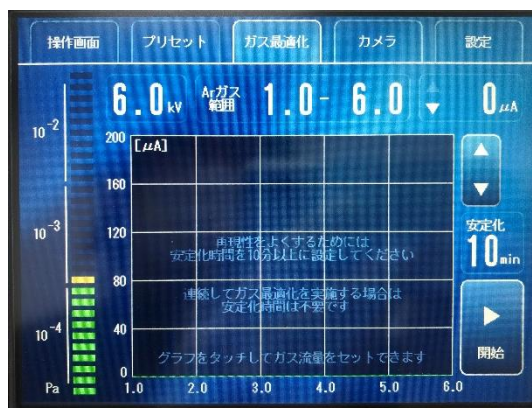 操作画面 プリセット ガス最適化 カメラ 設定
6.0 kV Arガス範囲 1.0 - 6.0 0 μA
10-2
10-3
10-4
Pa
[μA]
200
160
120
80
40
0
再現性をよくするためには
安定化時間を10分以上に設定してください
連続してガス最適化を実施する場合は
安定化時間は不要です
グラフをタッチしてガス流量をセットできます
1.0 2.0 3.0 4.0 5.0 6.0
安定化
10 min
開始